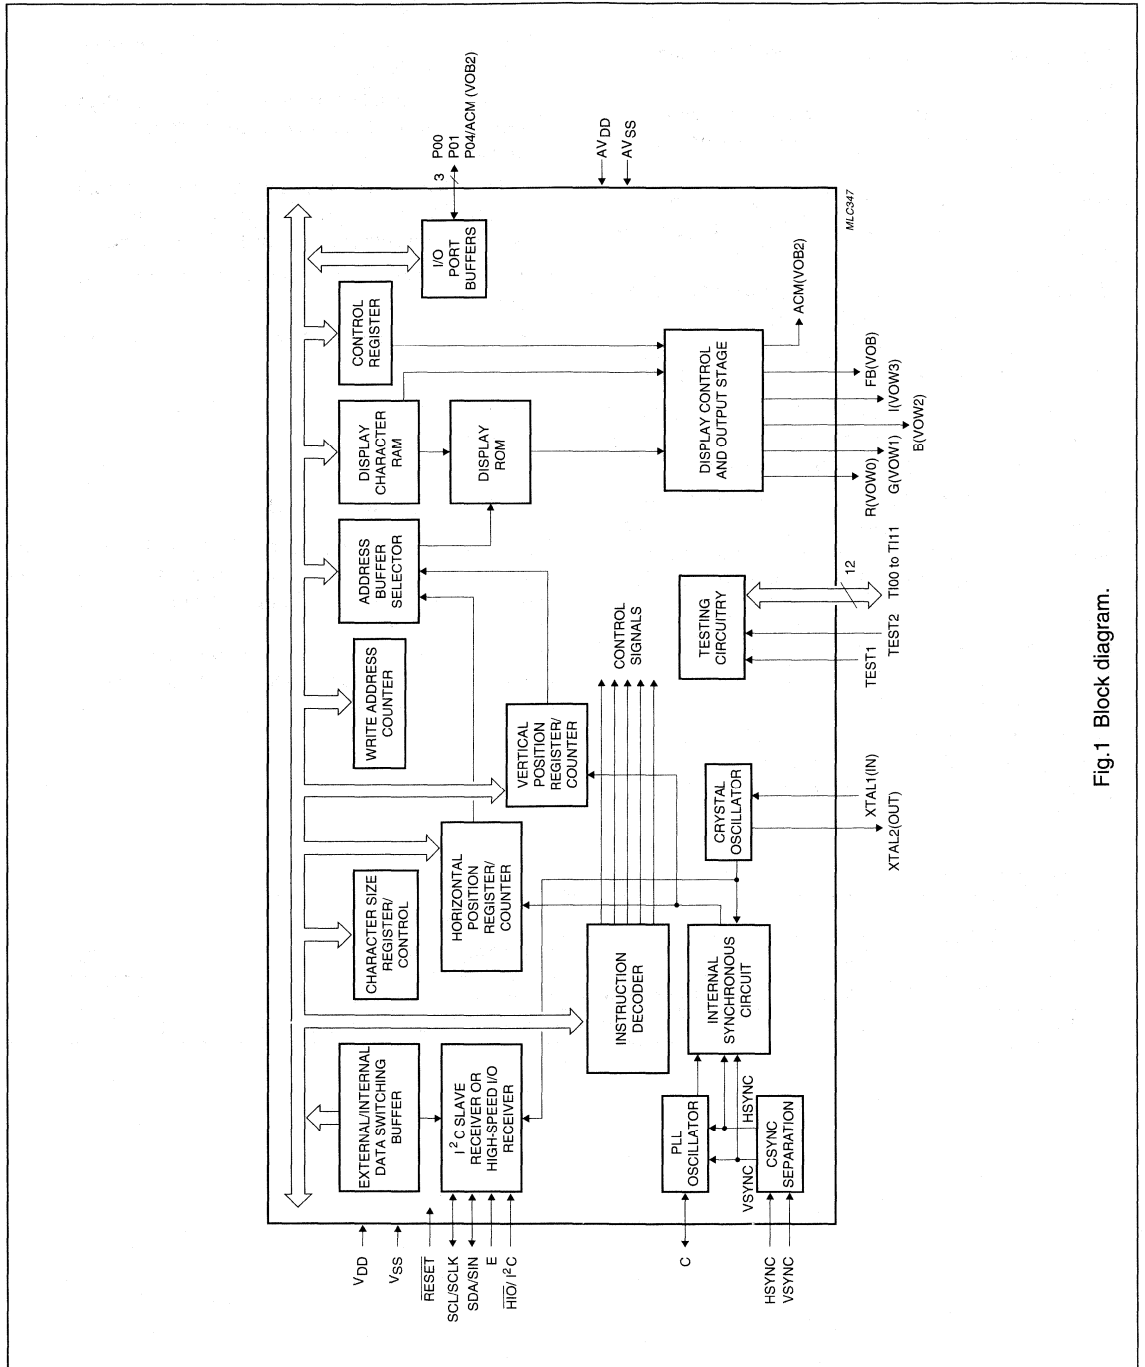 P00
P01
P04/ACM (VOB2)
3
AVDD
AVSS
MLC347
I/O
PORT
BUFFERS
CONTROL
REGISTER
DISPLAY
CHARACTER
RAM
DISPLAY
ROM
DISPLAY CONTROL
AND OUTPUT STAGE
ACM(VOB2)
FB(VOB)
I(VOW3)
B(VOW2)
G(VOW1)
R(VOW0)
ADDRESS
BUFFER
SELECTOR
WRITE ADDRESS
COUNTER
VERTICAL
POSITION
REGISTER/
COUNTER
CONTROL
SIGNALS
TESTING
CIRCUITRY
12
TI00 to TI11
TEST2
TEST1
CHARACTER SIZE
REGISTER/
CONTROL
HORIZONTAL
POSITION
REGISTER/
COUNTER
CRYSTAL
OSCILLATOR
XTAL1(IN)
XTAL2(OUT)
INSTRUCTION
DECODER
INTERNAL
SYNCHRONOUS
CIRCUIT
EXTERNAL/INTERNAL
DATA SWITCHING
BUFFER
I²C SLAVE
RECEIVER OR
HIGH-SPEED I/O
RECEIVER
PLL
OSCILLATOR
HSYNC
VSYNC
CSYNC
SEPARATION
VDD
VSS
RESET
SCL/SCLK
SDA/SIN
E
HIO/ I²C
C
HSYNC
VSYNC
Fig.1 Block diagram.